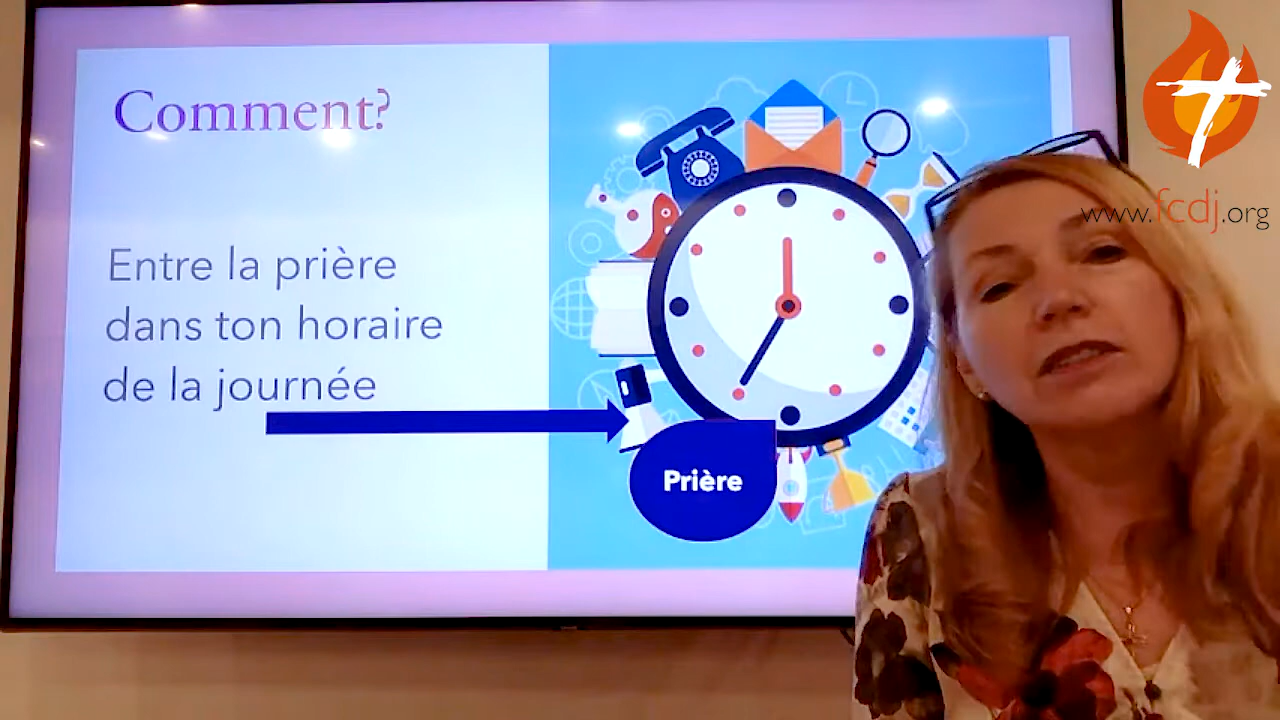 Comment?
Entre la prière
dans ton horaire
de la journée
Prière
www.fcdj.org